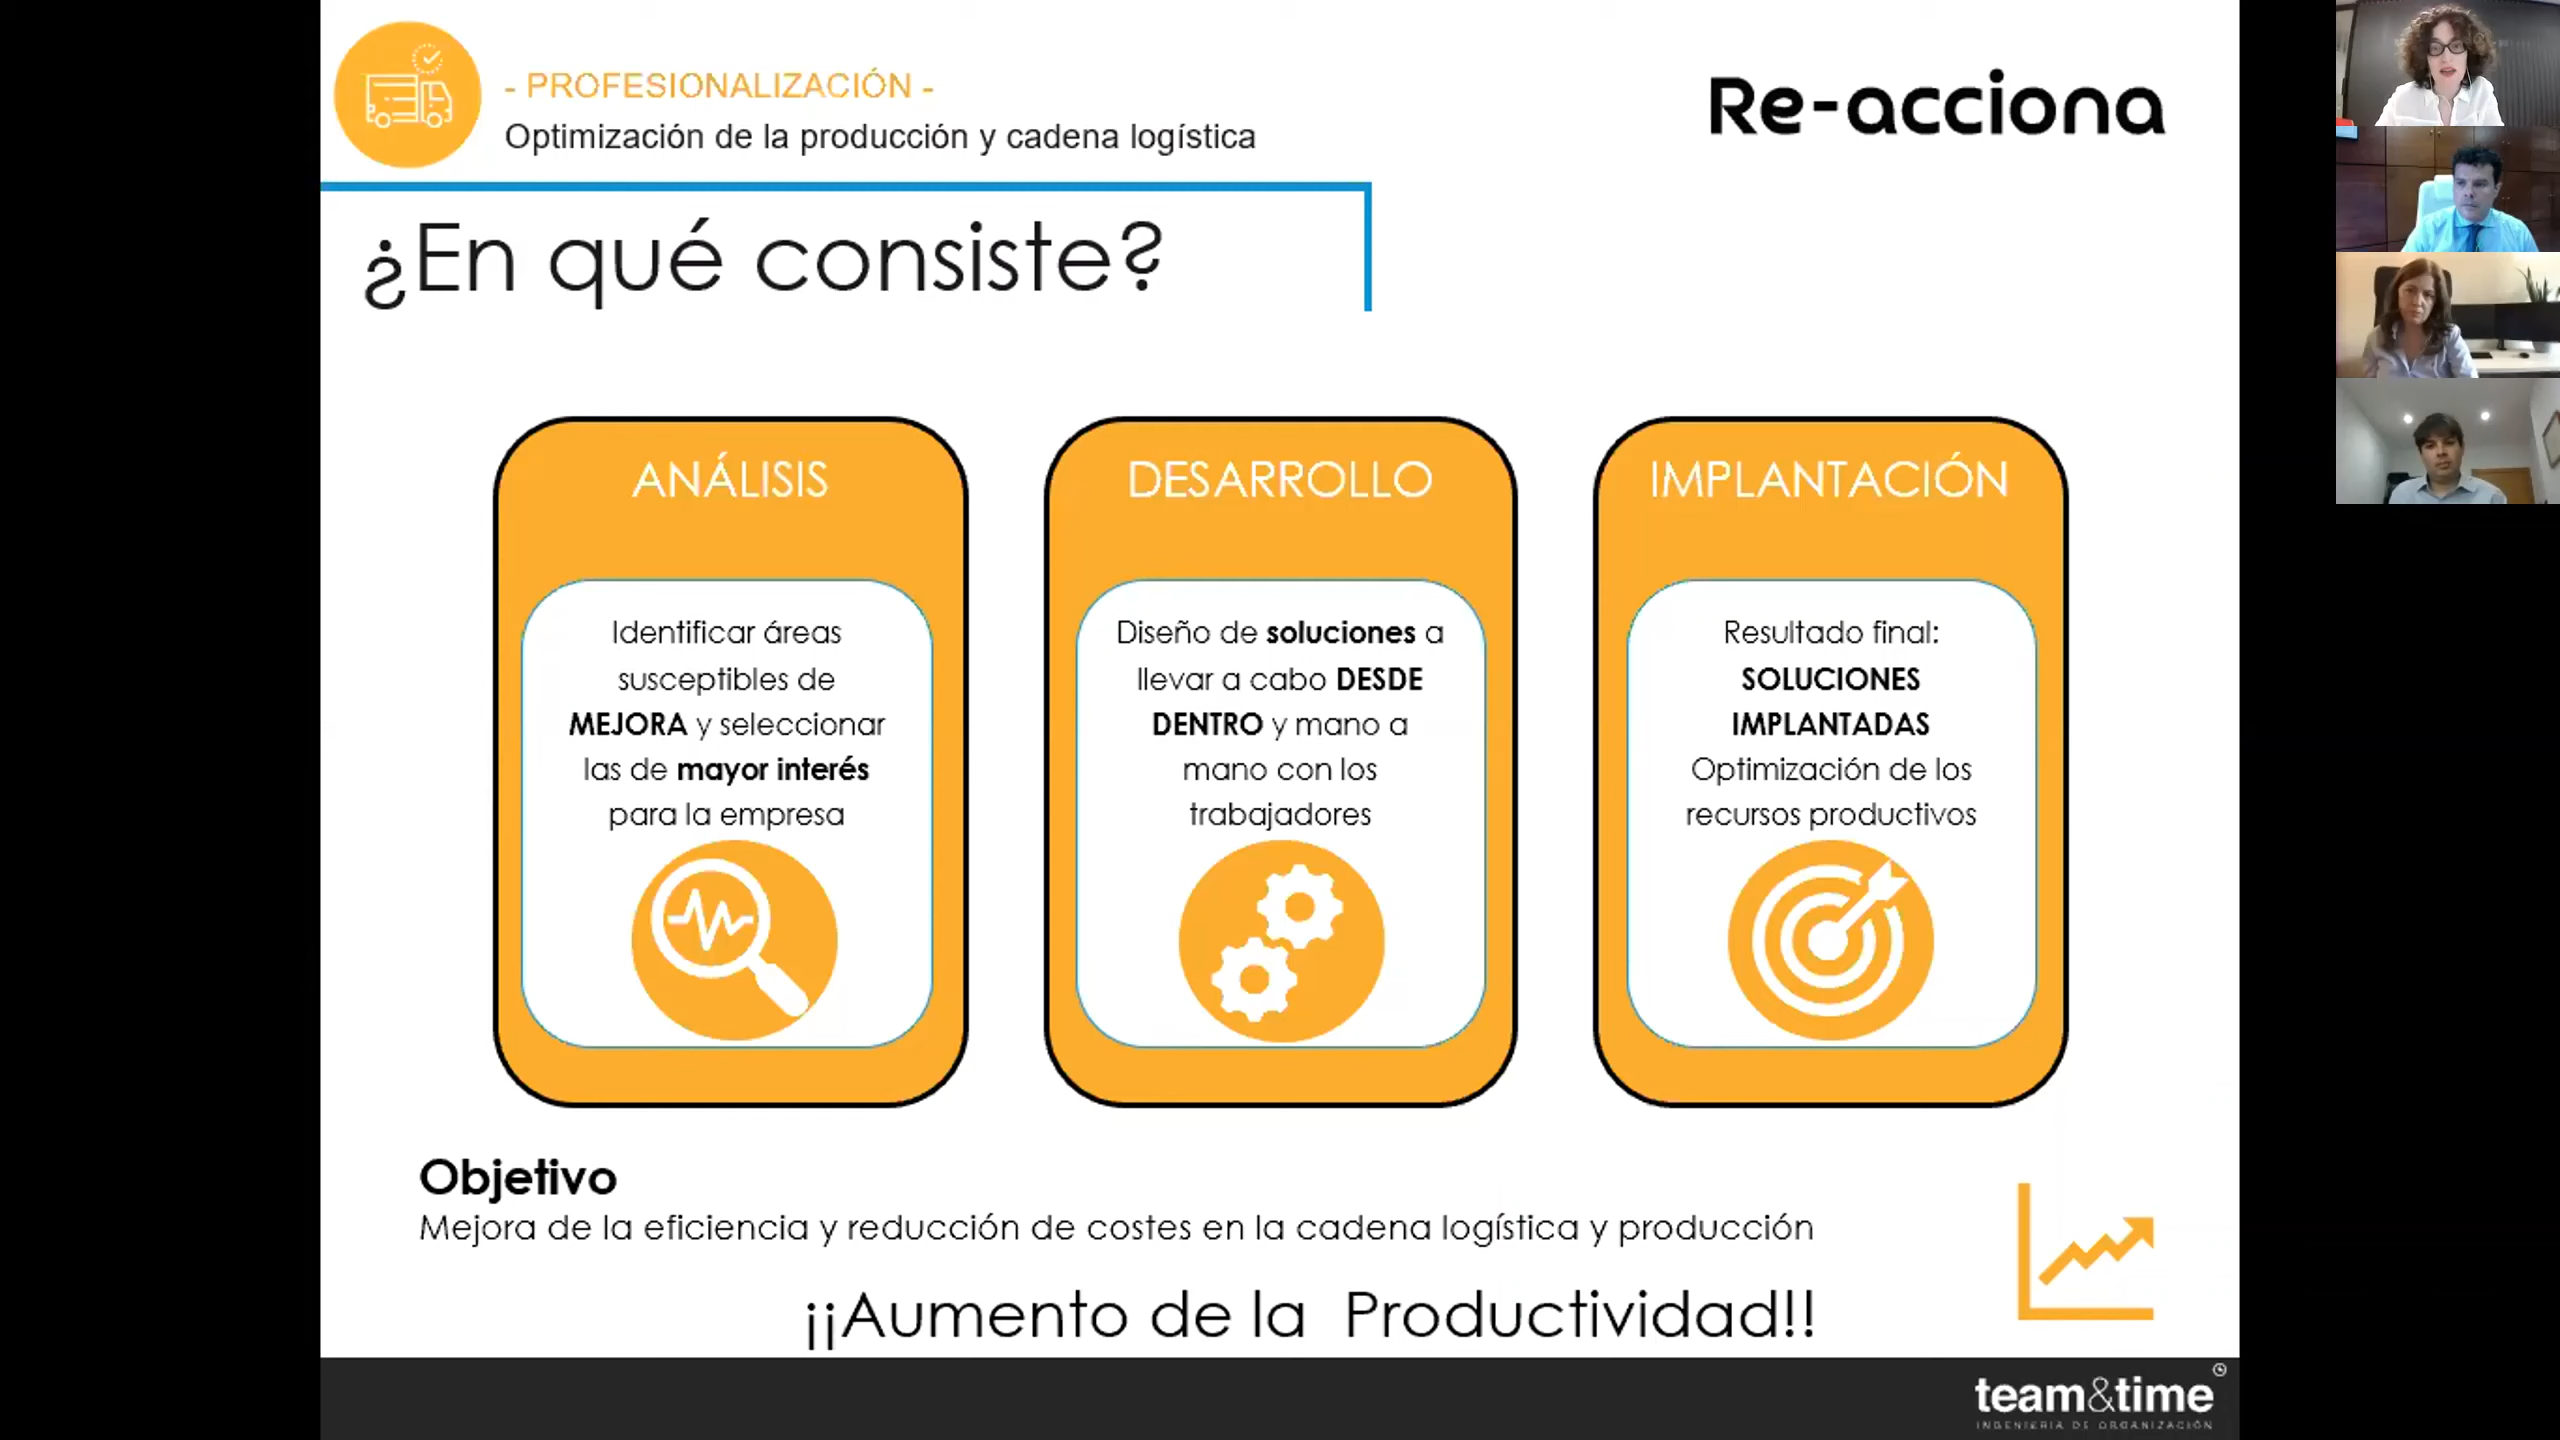 - PROFESIONALIZACIÓN -
Optimización de la producción y cadena logística
Re-acciona
¿En qué consiste?
ANÁLISIS
Identificar áreas
susceptibles de
MEJORA y seleccionar
las de mayor interés
para la empresa
DESARROLLO
Diseño de soluciones a
llevar a cabo DESDE
DENTRO y mano a
mano con los
trabajadores
IMPLANTACIÓN
Resultado final:
SOLUCIONES
IMPLANTADAS
Optimización de los
recursos productivos
Objetivo
Mejora de la eficiencia y reducción de costes en la cadena logística y producción
¡¡Aumento de la  Productividad!!
team&time
INGENIERÍA DE ORGANIZACIÓN